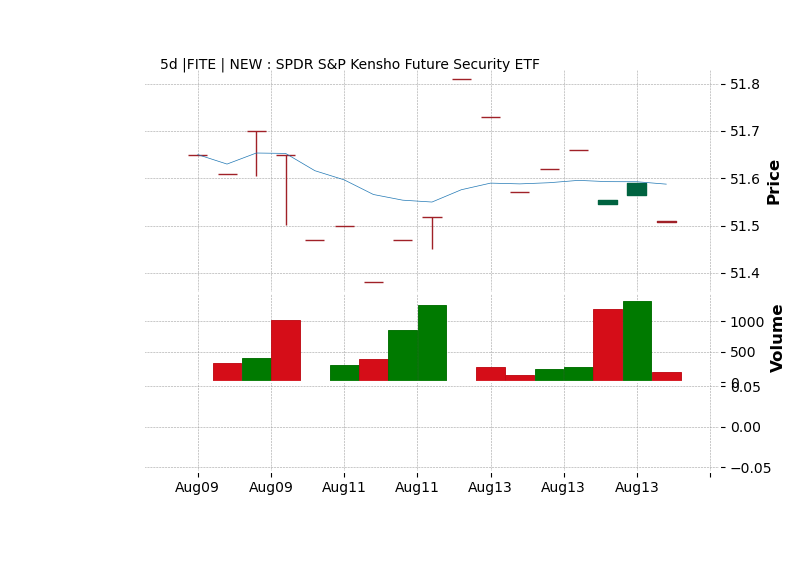 5d |FITE | NEW : SPDR S&P Kensho Future Security ETF
51.8
51.7
51.6
51.5
51.4
Price
1000
500
0
Volume
0.05
0.00
−0.05
Aug09 Aug09 Aug11 Aug11 Aug13 Aug13 Aug13